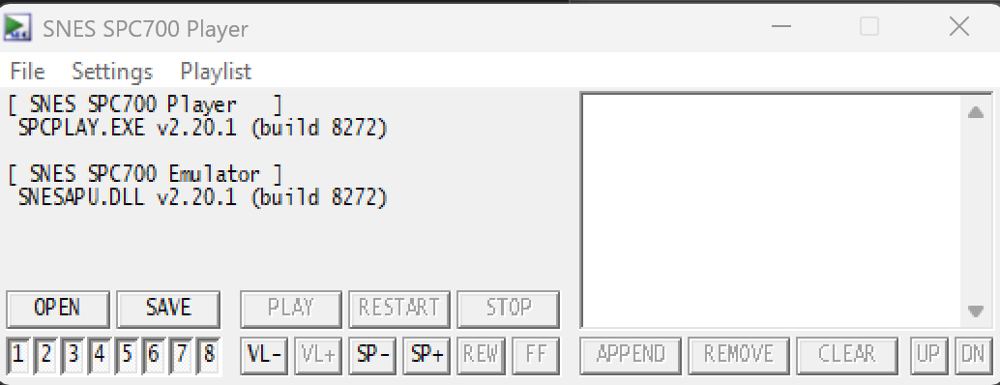 SNES SPC700 Player
File Settings Playlist
[ SNES SPC700 Player ]
SPCPLAY.EXE v2.20.1 (build 8272)
[ SNES SPC700 Emulator ]
SNESAPU.DLL v2.20.1 (build 8272)
OPEN SAVE PLAY RESTART STOP
1 2 3 4 5 6 7 8 VL- VL+ SP- SP+ REW FF APPEND REMOVE CLEAR UP DN